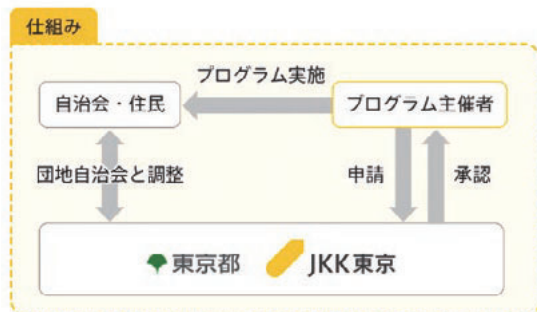 仕組み
プログラム実施
自治会・住民
プログラム主催者
団地自治会と調整
申請
承認
東京都
JKK東京